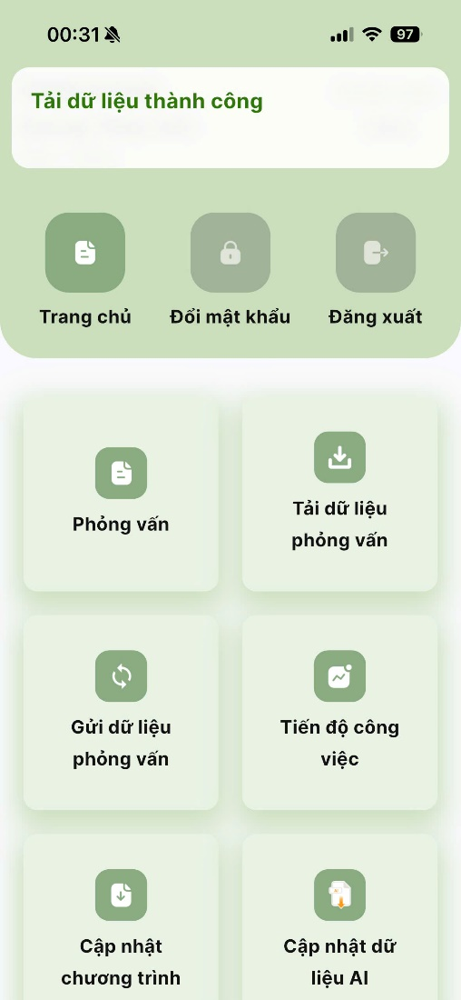 00:31
97
Tải dữ liệu thành công
Trang chủ
Đổi mật khẩu
Đăng xuất
Phỏng vấn
Tải dữ liệu
phỏng vấn
Gửi dữ liệu
phỏng vấn
Tiến độ công
việc
Cập nhật
chương trình
Cập nhật dữ
liệu AI